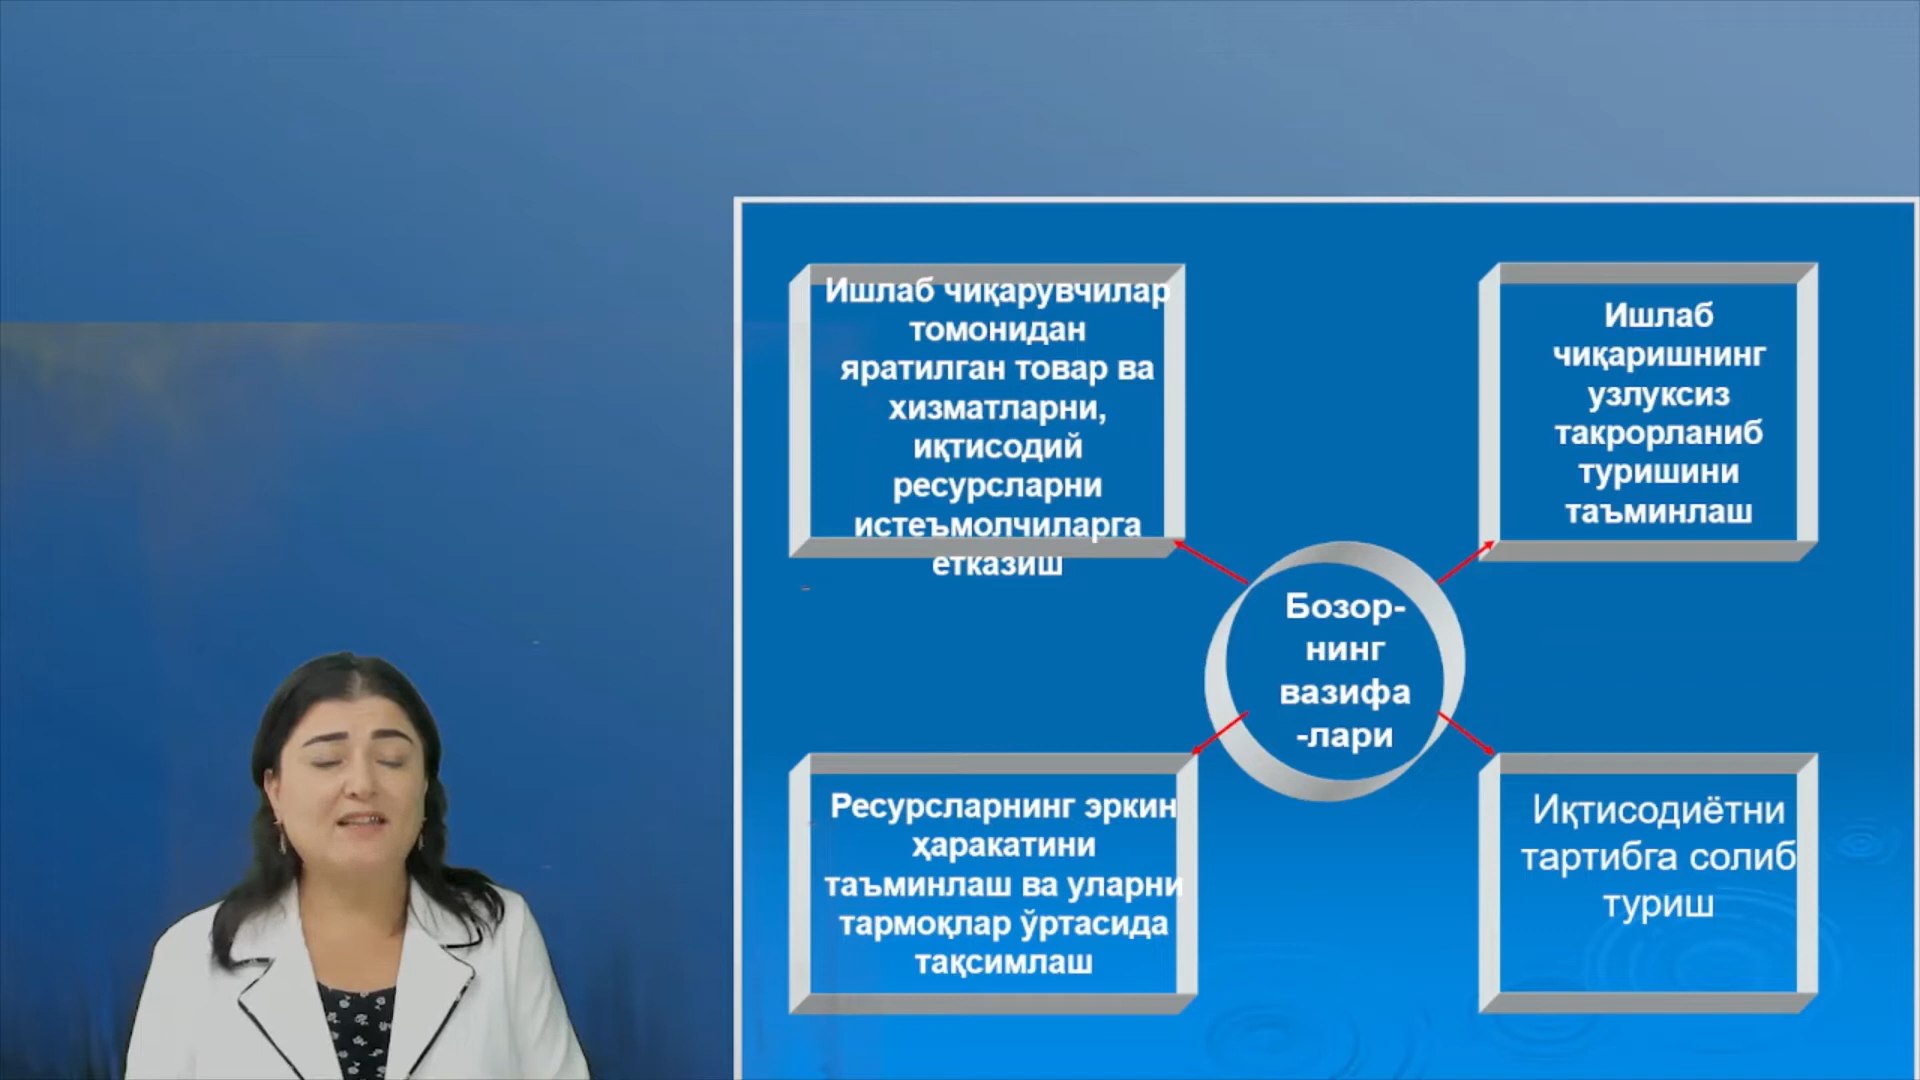 Ишлаб чиқарувчилар
томонидан
яратилган товар ва
хизматларни,
иқтисодий
ресурсларни
истеъмолчиларга
етказиш
Ишлаб
чиқаришнинг
узлуксиз
такрорланиб
туришини
таъминлаш
Бозор-
нинг
вазифа
-лари
Ресурсларнинг эркин
ҳаракатини
таъминлаш ва уларни
тармоқлар ўртасида
тақсимлаш
Иқтисодиётни
тартибга солиб
туриш